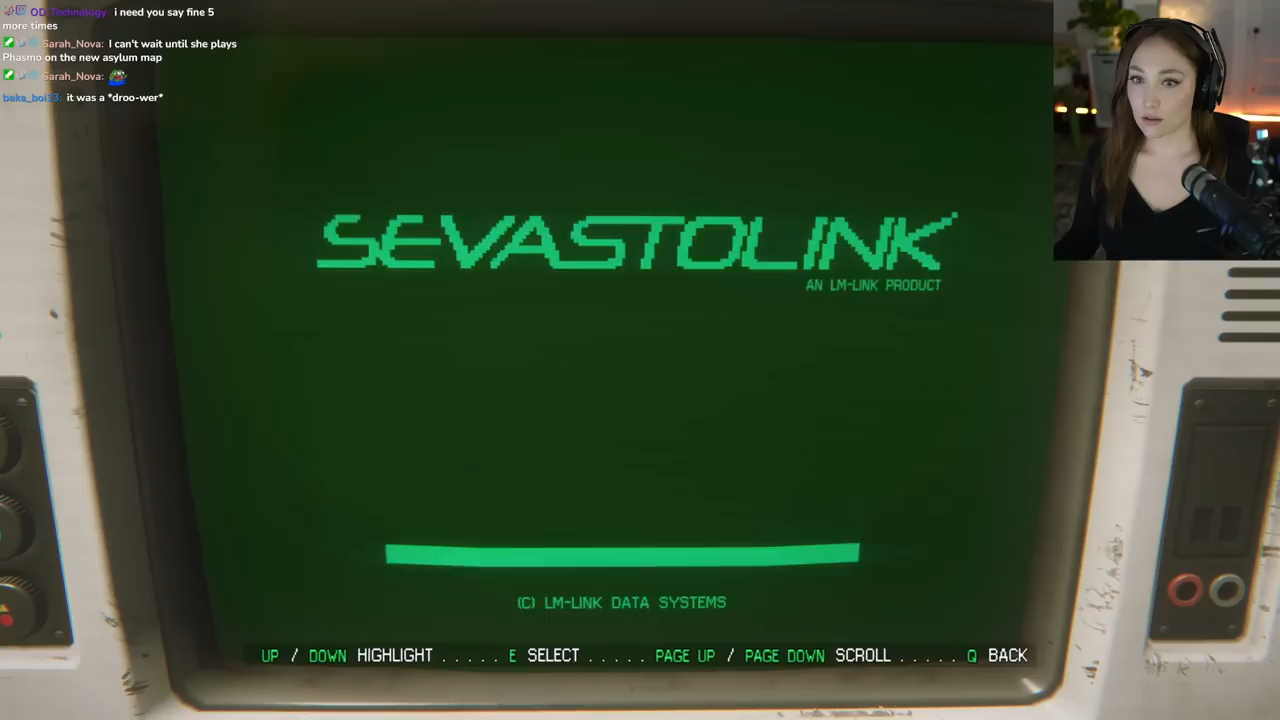 OD_Technology: i need you say fine 5
more times
Sarah_Nova: I can't wait until she plays
Phasmo on the new asylum map
Sarah_Nova:
baka_boi13: it was a *droo-wer*
SEVASTOLINK
AN LM-LINK PRODUCT
(C) LM-LINK DATA SYSTEMS
UP / DOWN HIGHLIGHT ..... E SELECT ..... PAGE UP / PAGE DOWN SCROLL ..... Q BACK